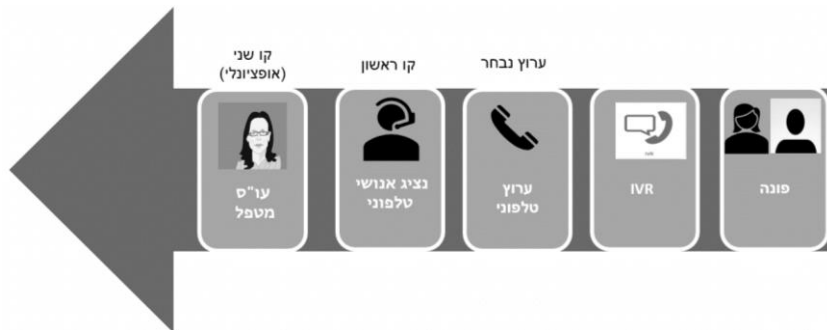 פונה
IVR
ערוץ נבחר
ערוץ
טלפוני
קו ראשון
נציג אנושי
טלפוני
קו שני
(אופציונלי)
עו"ס
מטפל